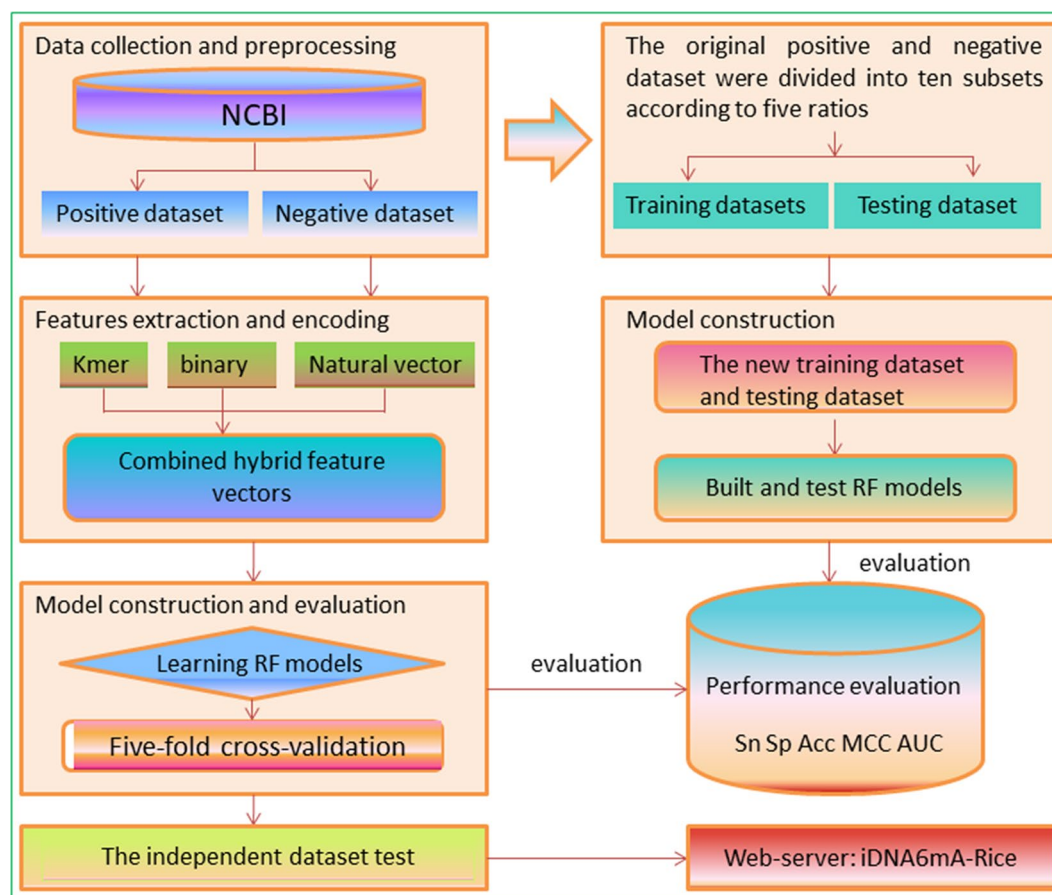 Data collection and preprocessing
NCBI
Positive dataset
Negative dataset
The original positive and negative
dataset were divided into ten subsets
according to five ratios
Training datasets
Testing dataset
Features extraction and encoding
Kmer
binary
Natural vector
Combined hybrid feature
vectors
Model construction
The new training dataset
and testing dataset
Built and test RF models
evaluation
Model construction and evaluation
Learning RF models
Five-fold cross-validation
evaluation
Performance evaluation
Sn Sp Acc MCC AUC
The independent dataset test
Web-server: iDNA6mA-Rice